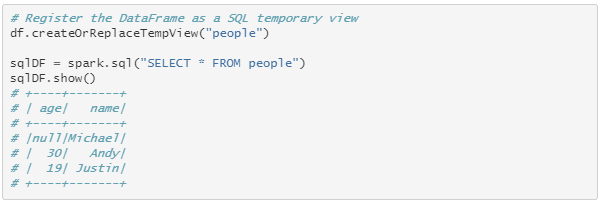 # Register the DataFrame as a SQL temporary view
df.createOrReplaceTempView("people")

sqlDF = spark.sql("SELECT * FROM people")
sqlDF.show()
# +----+-------+
# | age|   name|
# +----+-------+
# |null|Michael|
# |  30|   Andy|
# |  19| Justin|
# +----+-------+